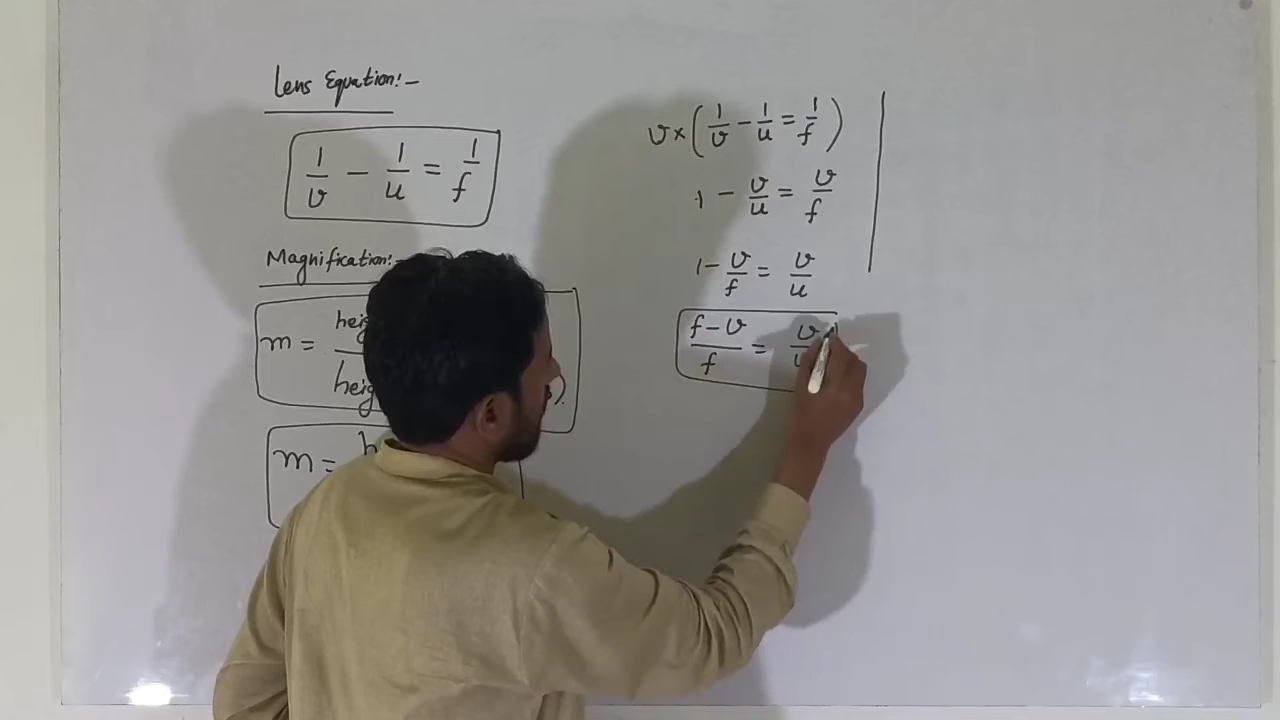 Lens Equation:-
1/v - 1/u = 1/f
Magnification:-
m =
m =
v × (1/v - 1/u = 1/f)
1 - v/u = v/f
1 - v/f = v/u
f-v/f = v/u